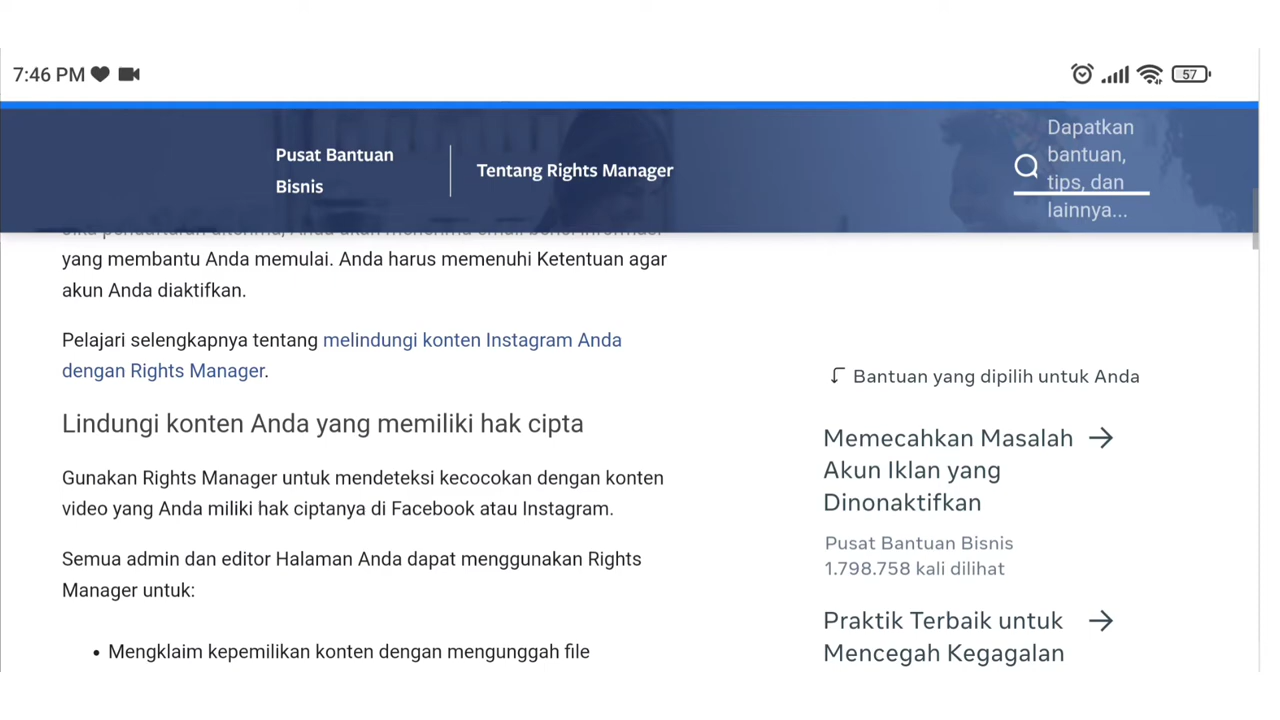 7:46 PM
57
Pusat Bantuan
Bisnis
Tentang Rights Manager
Dapatkan
bantuan,
tips, dan
lainnya...
yang membantu Anda memulai. Anda harus memenuhi Ketentuan agar
akun Anda diaktifkan.
Pelajari selengkapnya tentang melindungi konten Instagram Anda
dengan Rights Manager.
Lindungi konten Anda yang memiliki hak cipta
Gunakan Rights Manager untuk mendeteksi kecocokan dengan konten
video yang Anda miliki hak ciptanya di Facebook atau Instagram.
Semua admin dan editor Halaman Anda dapat menggunakan Rights
Manager untuk:
• Mengklaim kepemilikan konten dengan mengunggah file
Bantuan yang dipilih untuk Anda
Memecahkan Masalah
Akun Iklan yang
Dinonaktifkan
Pusat Bantuan Bisnis
1.798.758 kali dilihat
Praktik Terbaik untuk
Mencegah Kegagalan